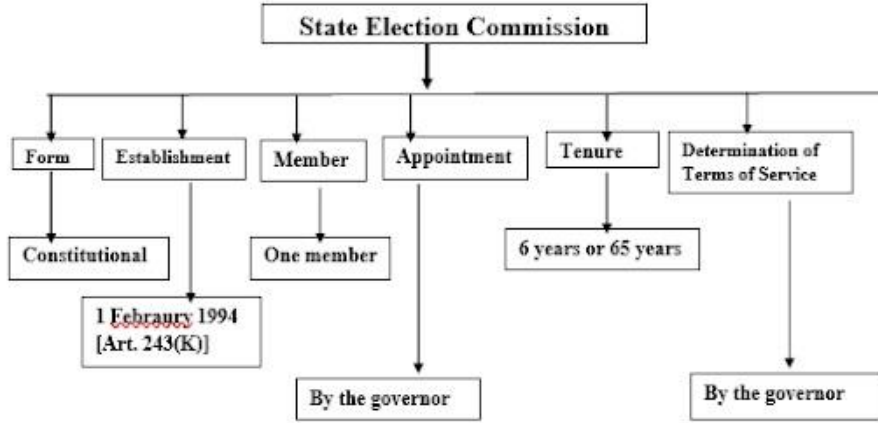 State Election Commission
Form
Establishment
Member
Appointment
Tenure
Determination of
Terms of Service
Constitutional
One member
6 years or 65 years
1 Febraury 1994
[Art. 243(K)]
By the governor
By the governor